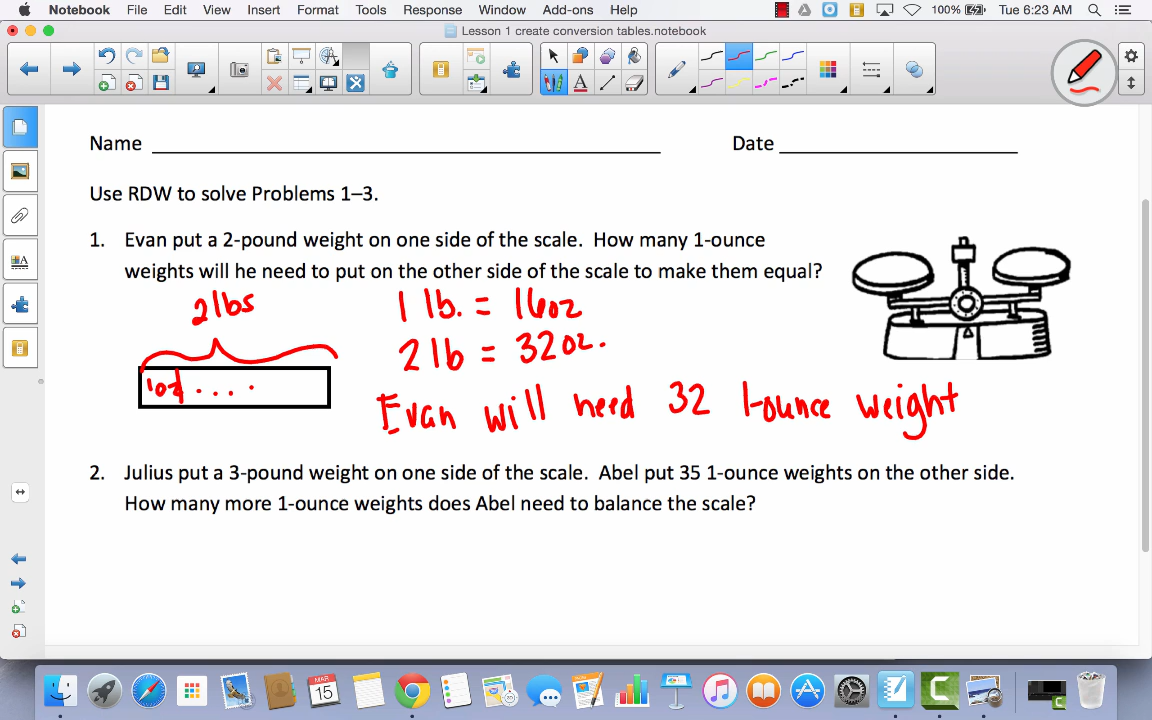 Notebook File Edit View Insert Format Tools Response Window Add-ons Help 100% Tue 6:23 AM
Lesson 1 create conversion tables.notebook
Name Date
Use RDW to solve Problems 1–3.
1. Evan put a 2-pound weight on one side of the scale. How many 1-ounce
weights will he need to put on the other side of the scale to make them equal?
2lbs
1 lb. = 16oz
2 lb = 32oz.
1oz ....
Evan will need 32 1-ounce weight
2. Julius put a 3-pound weight on one side of the scale. Abel put 35 1-ounce weights on the other side.
How many more 1-ounce weights does Abel need to balance the scale?
MAR
15